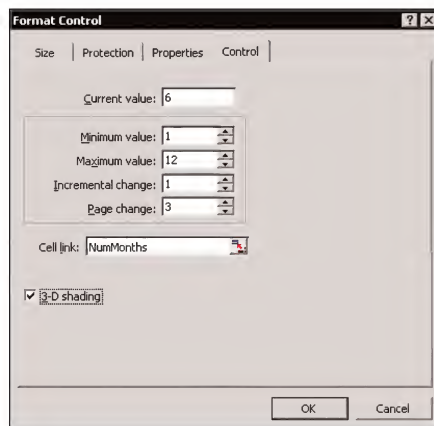 Format Control
Size Protection Properties Control
Current value: 6
Minimum value: 1
Maximum value: 12
Incremental change: 1
Page change: 3
Cell link: NumMonths
3-D shading
OK Cancel